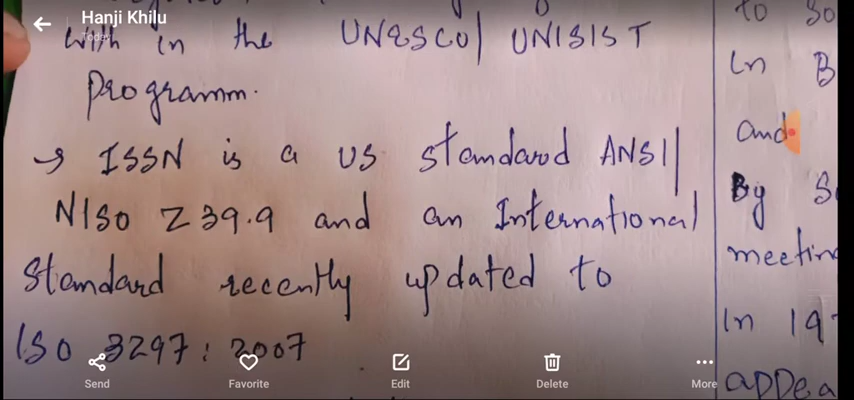 Hanji Khilu
Today
with in the UNESCO/ UNISIST
programm.
→ ISSN is a US standard ANSI/
NISO Z39.9 and an International
standard recently updated to
ISO 3297: 2007
to So
In B
and
By S
meetin
In 19
appea
Send
Favorite
Edit
Delete
More